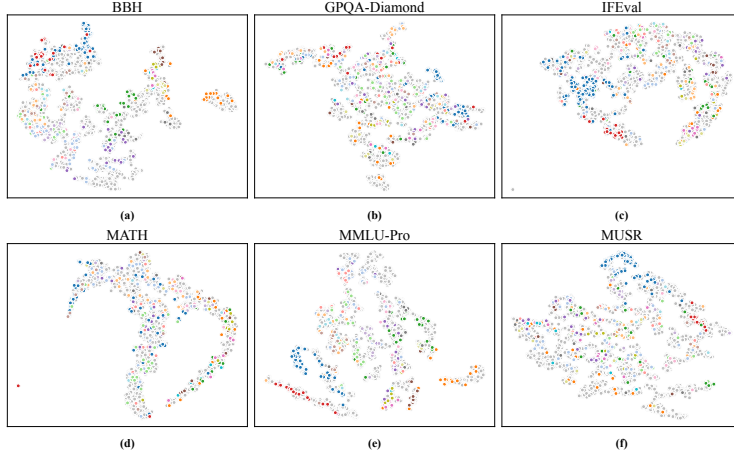 BBH
GPQA-Diamond
IFEval
(a)
(b)
(c)
MATH
MMLU-Pro
MUSR
(d)
(e)
(f)